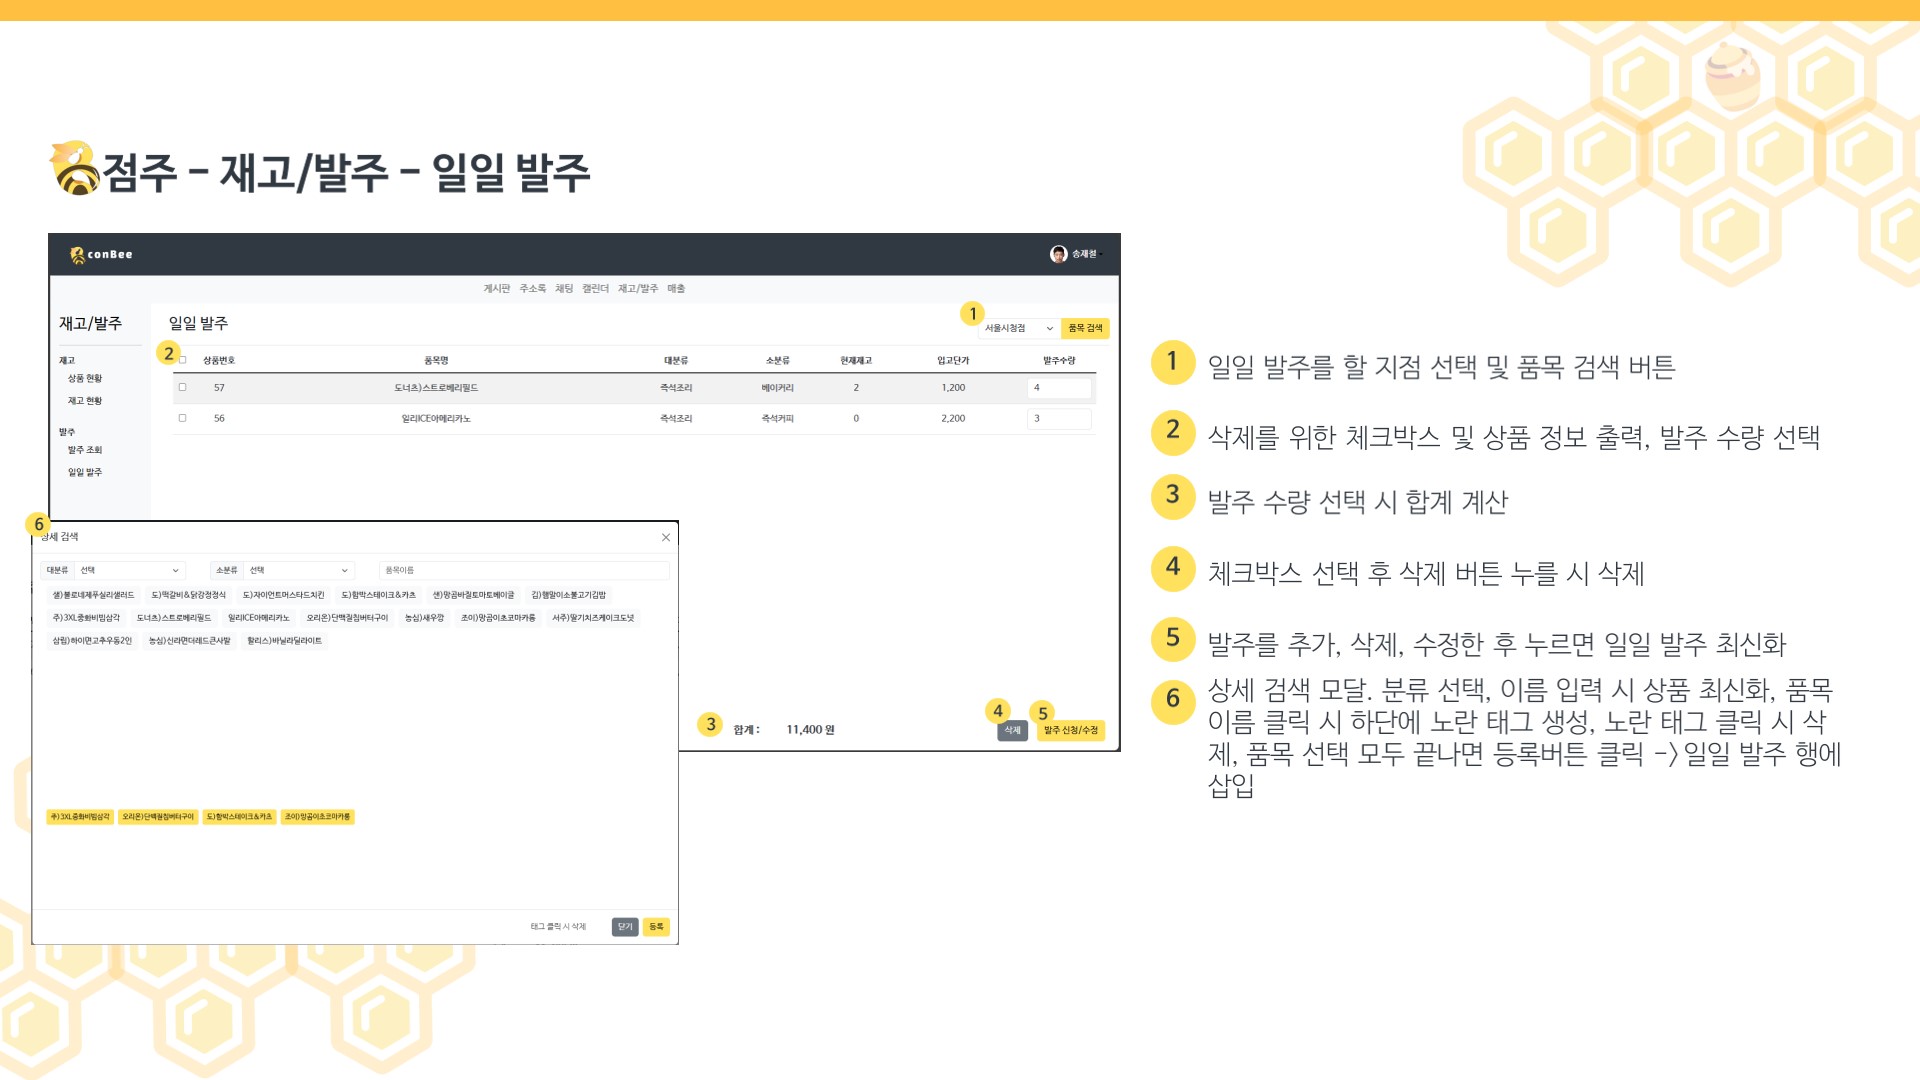 점주 - 재고/발주 - 일일 발주
conBee
송재철
게시판 주소록 채팅 캘린더 재고/발주 매출
재고/발주
재고
상품 현황
재고 현황
발주
발주 조회
일일 발주
일일 발주
1
서울시청점
품목 검색
2
상품번호 품목명 대분류 소분류 현재재고 입고단가 발주수량
57 도너츠)스트로베리필드 즉석조리 베이커리 2 1,200 4
56 일리ICE아메리카노 즉석조리 즉석커피 0 2,200 3
3
합계 : 11,400 원
4
삭제
5
발주 신청/수정
6
상세 검색
대분류 선택 소분류 선택 품목이름
샐)볼로네제푸실리샐러드 도)떡갈비&닭강정정식 도)자이언트머스타드치킨 도)함박스테이크&카츠 샌)망곰바질토마토베이글 김)햄말이소불고기김밥
주)3XL중화비빔삼각 도너츠)스트로베리필드 일리ICE아메리카노 오리온)단백질칩버터구이 농심)새우깡 조이)망곰이초코마카롱 서주)딸기치즈케이크도넛
삼립)하이면고추우동2인 농심)신라면더레드큰사발 할리스)바닐라딜라이트
주)3XL중화비빔삼각 오리온)단백질칩버터구이 도)함박스테이크&카츠 조이)망곰이초코마카롱
태그 클릭 시 삭제
닫기
등록
1 일일 발주를 할 지점 선택 및 품목 검색 버튼
2 삭제를 위한 체크박스 및 상품 정보 출력, 발주 수량 선택
3 발주 수량 선택 시 합계 계산
4 체크박스 선택 후 삭제 버튼 누를 시 삭제
5 발주를 추가, 삭제, 수정한 후 누르면 일일 발주 최신화
6 상세 검색 모달. 분류 선택, 이름 입력 시 상품 최신화, 품목
이름 클릭 시 하단에 노란 태그 생성, 노란 태그 클릭 시 삭
제, 품목 선택 모두 끝나면 등록버튼 클릭 -> 일일 발주 행에
삽입